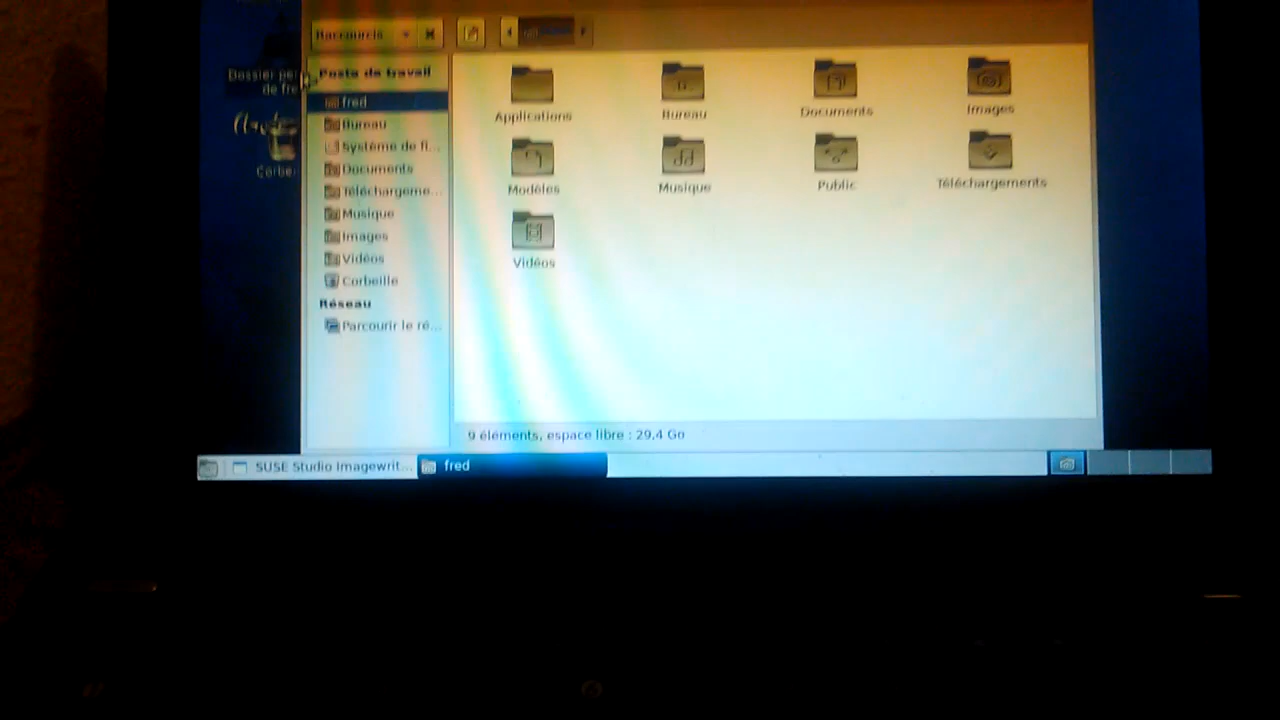 Raccourcis
Dossier per
de fre
Corbe
Poste de travail
fred
Bureau
Système de fi...
Documents
Téléchargeme...
Musique
Images
Vidéos
Corbeille
Réseau
Parcourir le ré...
Applications
Bureau
Documents
Images
Modèles
Musique
Public
Téléchargements
Vidéos
9 éléments, espace libre : 29,4 Go
SUSE Studio Imagewrit...
fred